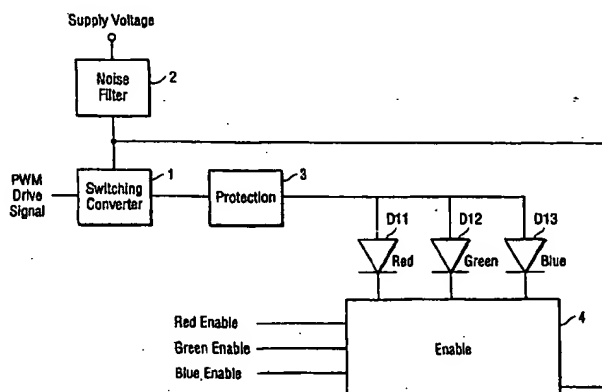 Supply Voltage
Noise
Filter
2
PWM
Drive
Signal
Switching
Converter
1
Protection
3
D11
D12
D13
Red
Green
Blue
Red Enable
Green Enable
Blue Enable
Enable
4